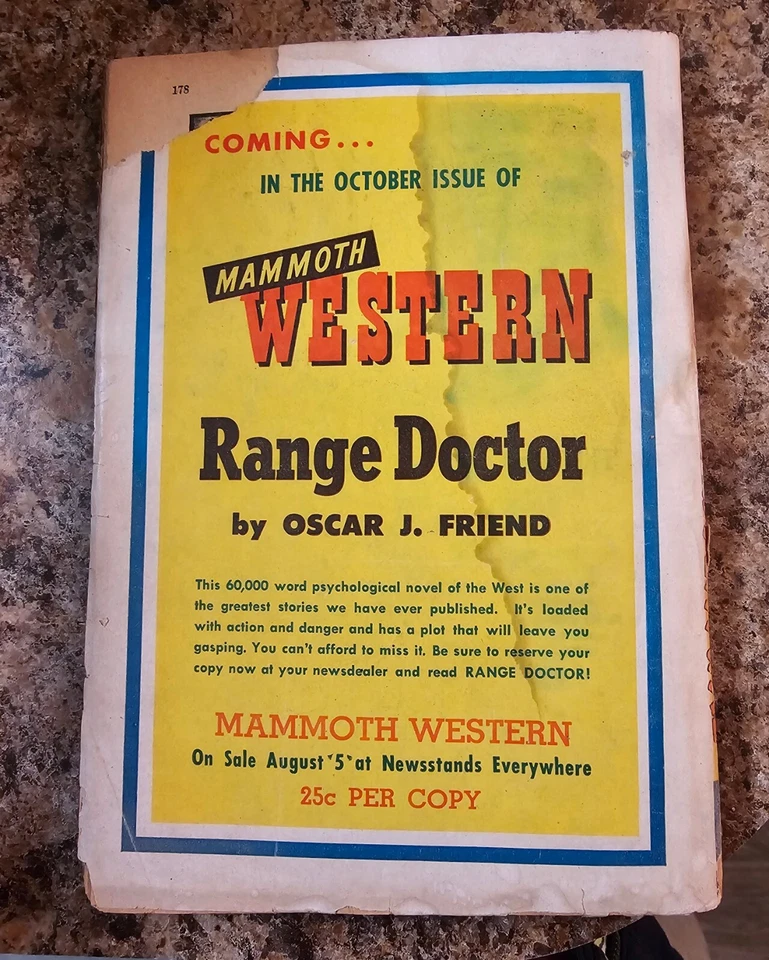 178
COMING...
IN THE OCTOBER ISSUE OF
MAMMOTH
WESTERN
Range Doctor
by OSCAR J. FRIEND
This 60,000 word psychological novel of the West is one of
the greatest stories we have ever published. It's loaded
with action and danger and has a plot that will leave you
gasping. You can't afford to miss it. Be sure to reserve your
copy now at your newsdealer and read RANGE DOCTOR!
MAMMOTH WESTERN
On Sale August 5 at Newsstands Everywhere
25c PER COPY